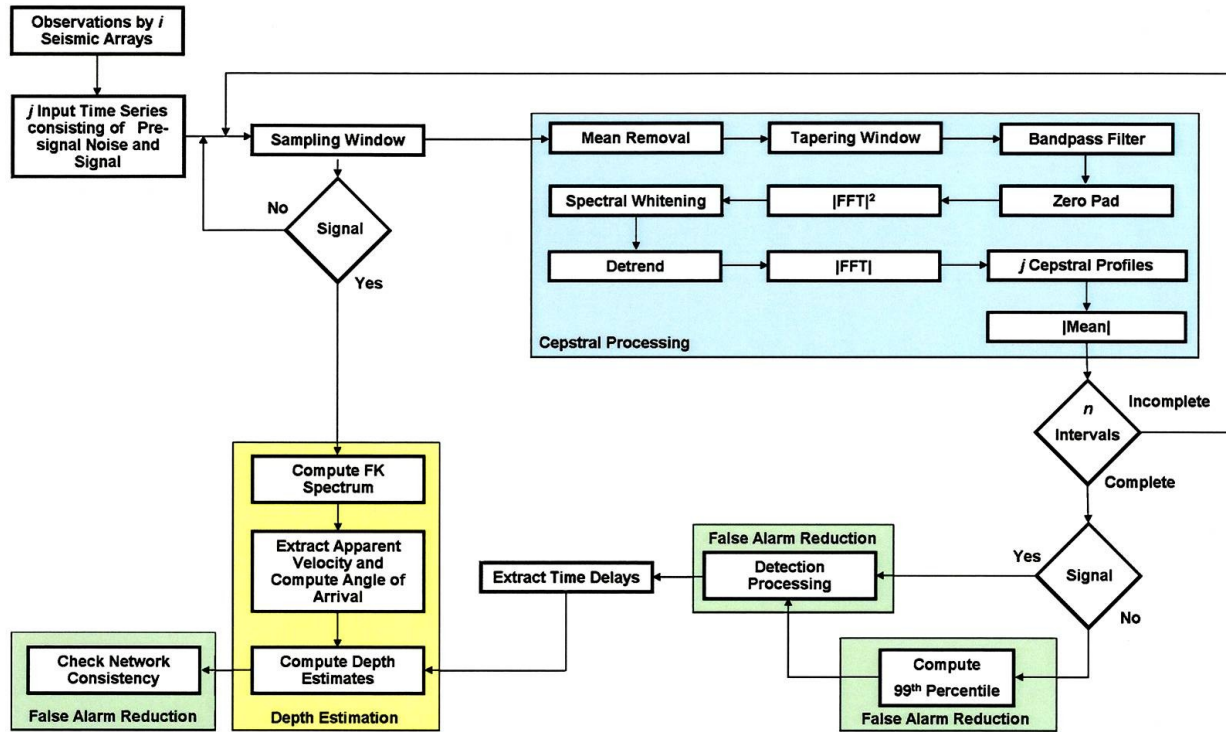 Observations by i
Seismic Arrays
j Input Time Series
consisting of Pre-
signal Noise and
Signal
Sampling Window
No
Signal
Yes
Mean Removal
Tapering Window
Bandpass Filter
Spectral Whitening
|FFT|²
Zero Pad
Detrend
|FFT|
j Cepstral Profiles
|Mean|
Cepstral Processing
n
Intervals
Incomplete
Complete
Signal
Yes
No
False Alarm Reduction
Detection
Processing
Compute
99th Percentile
False Alarm Reduction
Extract Time Delays
Compute FK
Spectrum
Extract Apparent
Velocity and
Compute Angle of
Arrival
Compute Depth
Estimates
Depth Estimation
Check Network
Consistency
False Alarm Reduction